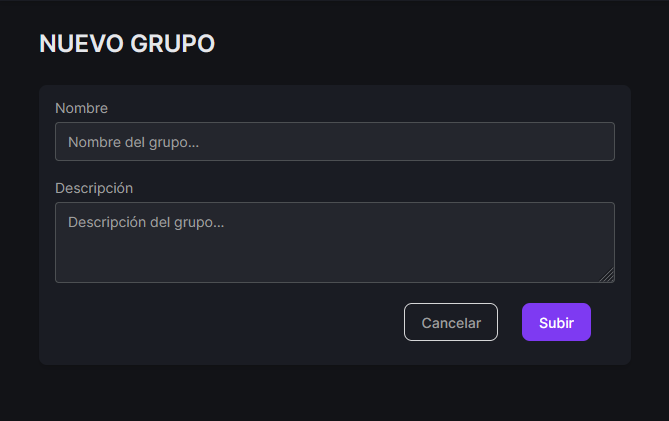 NUEVO GRUPO
Nombre
Nombre del grupo...
Descripción
Descripción del grupo...
Cancelar
Subir